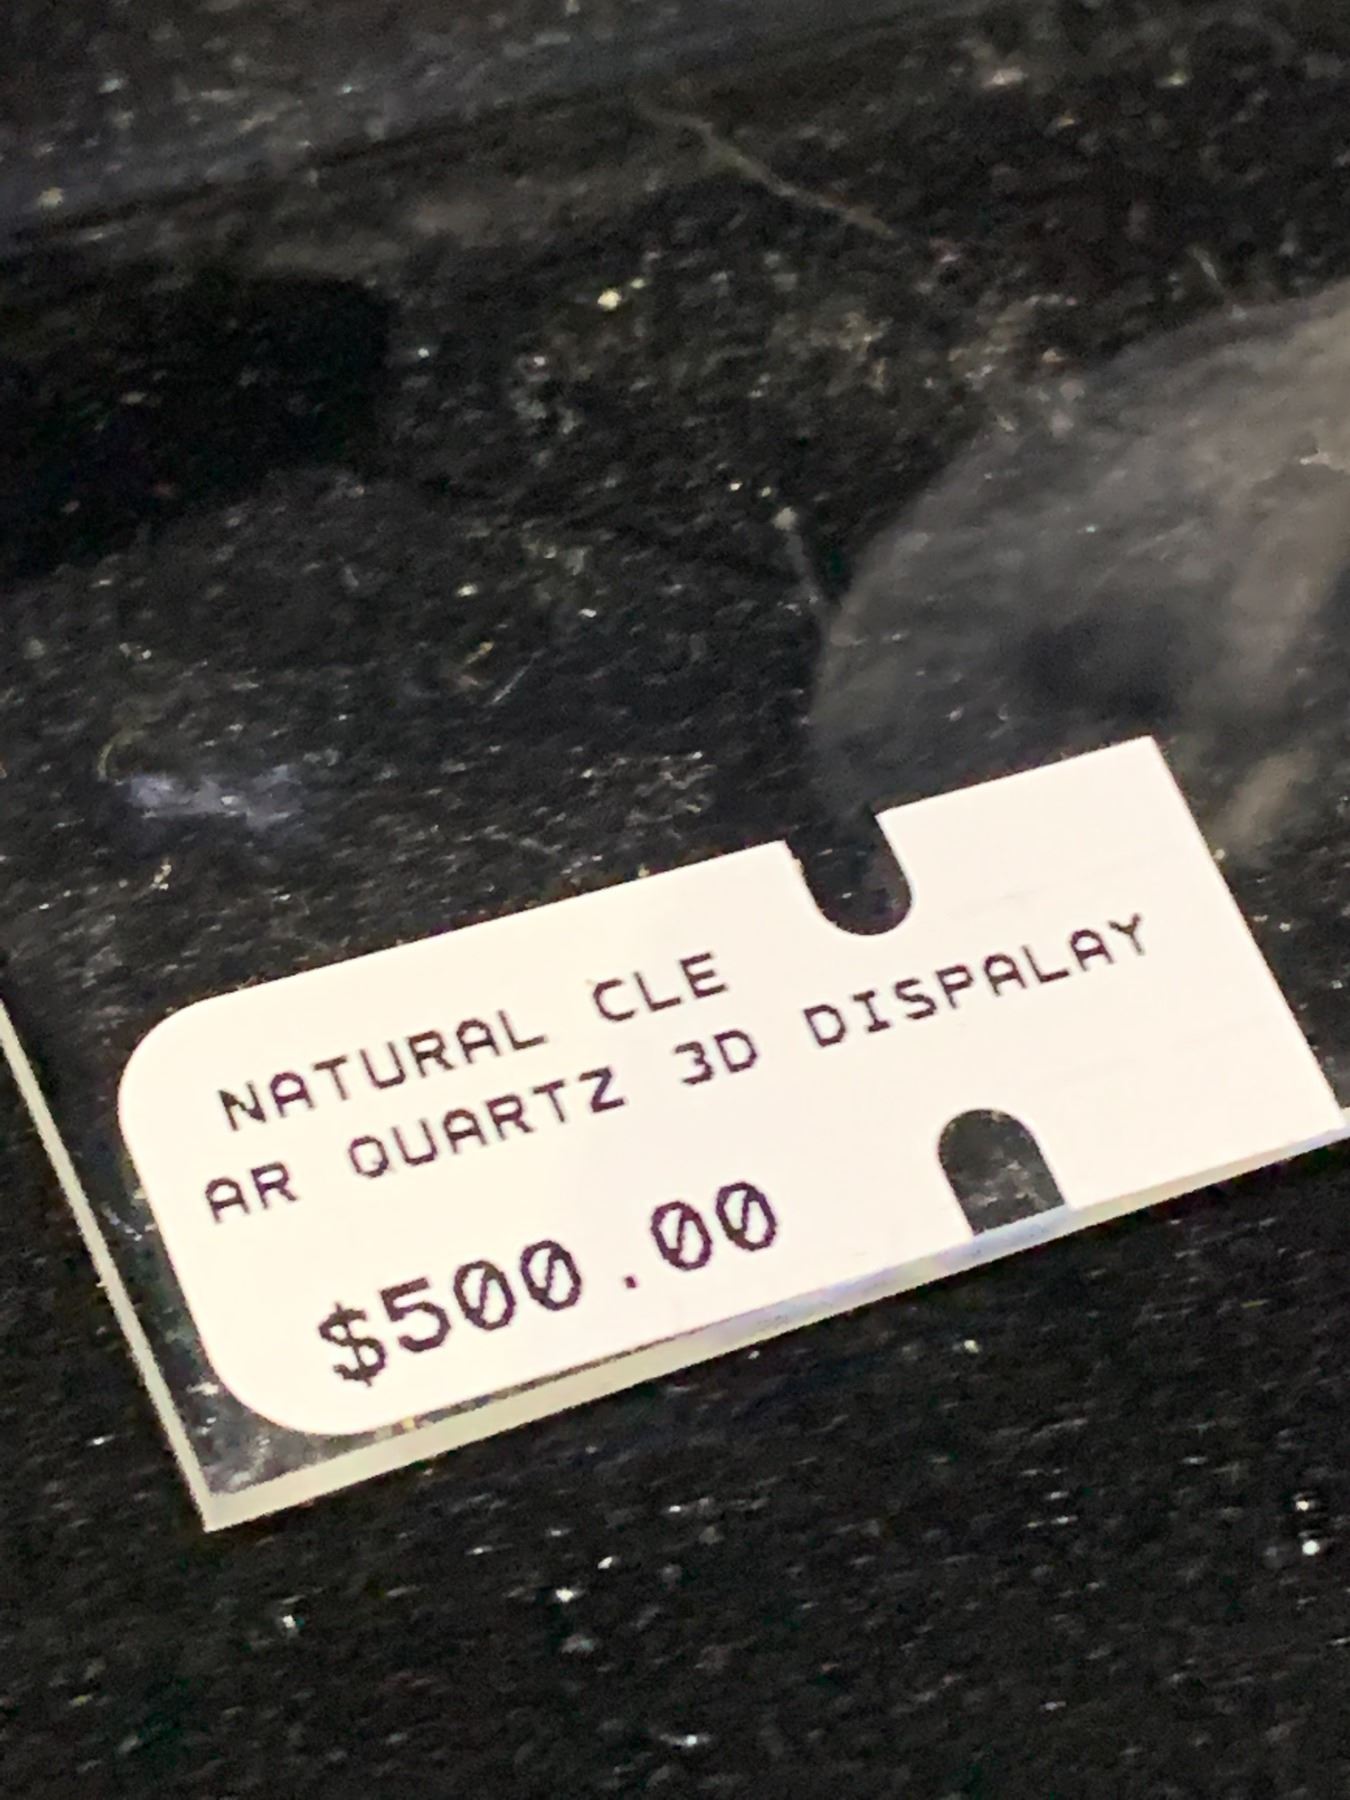 NATURAL CLE
AR QUARTZ 3D DISPALAY
$500.00